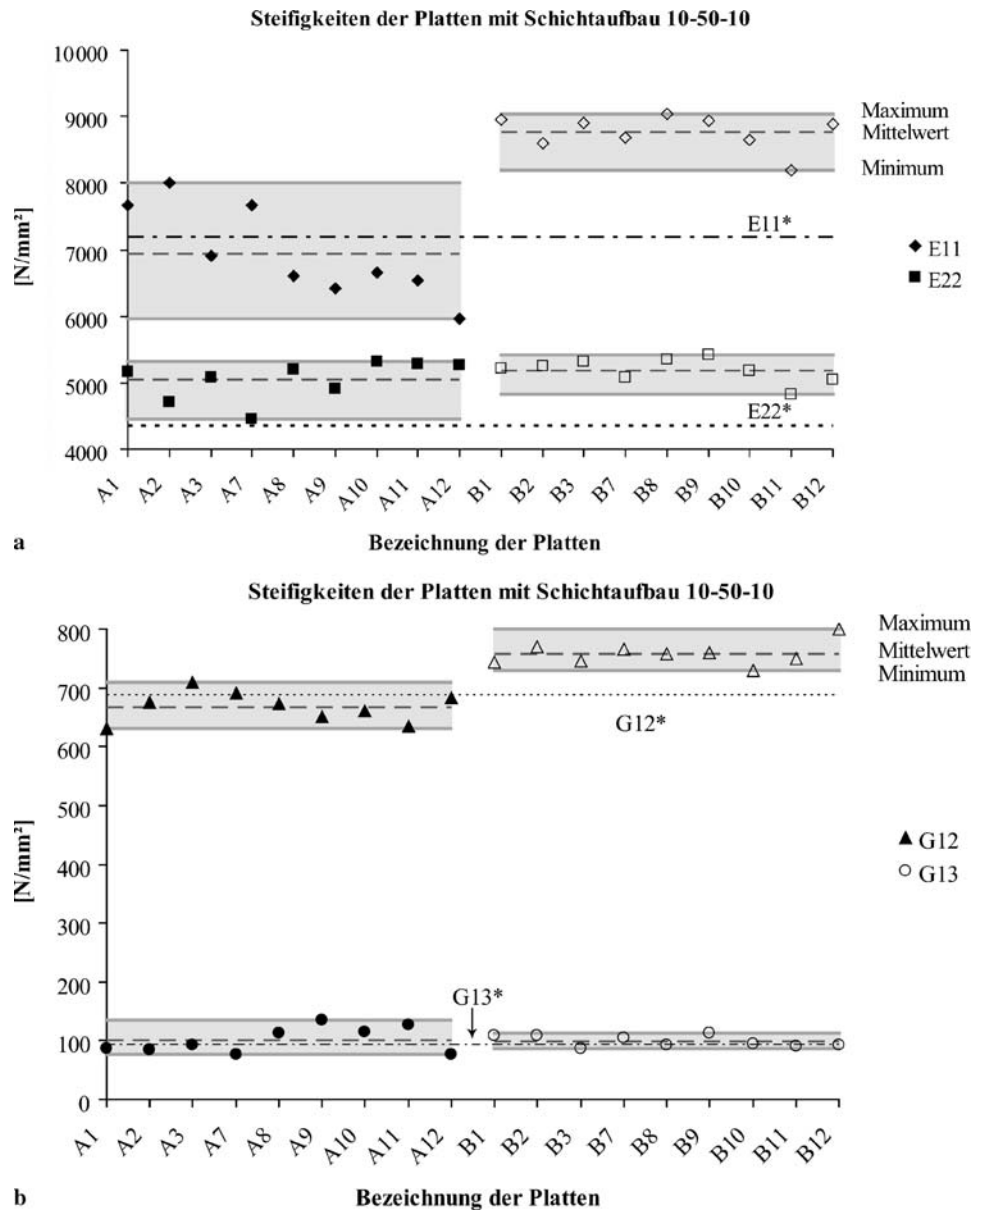 Steifigkeiten der Platten mit Schichtaufbau 10-50-10
10000
9000
8000
7000
6000
5000
4000
[N/mm²]
Maximum
Mittelwert
Minimum
E11*
E22*
E11
E22
A1 A2 A3 A7 A8 A9 A10 A11 A12 B1 B2 B3 B7 B8 B9 B10 B11 B12
a
Bezeichnung der Platten
Steifigkeiten der Platten mit Schichtaufbau 10-50-10
800
700
600
500
400
300
200
100
0
[N/mm²]
Maximum
Mittelwert
Minimum
G12*
G13*
G12
G13
A1 A2 A3 A7 A8 A9 A10 A11 A12 B1 B2 B3 B7 B8 B9 B10 B11 B12
b
Bezeichnung der Platten